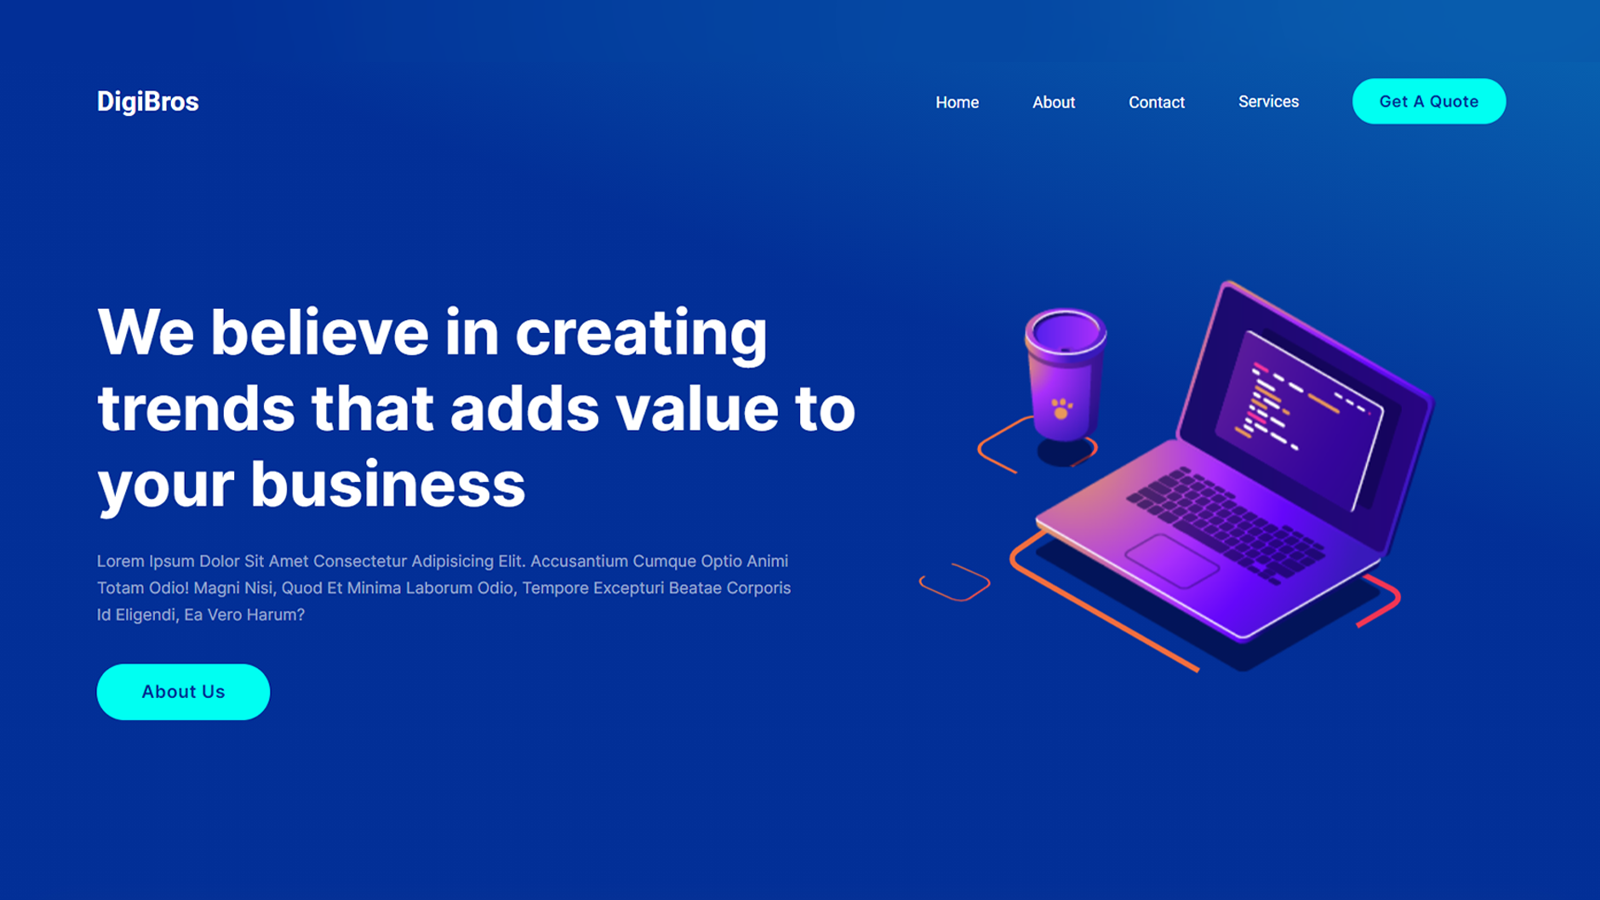 DigiBros
Home
About
Contact
Services
Get A Quote
We believe in creating
trends that adds value to
your business
Lorem Ipsum Dolor Sit Amet Consectetur Adipisicing Elit. Accusantium Cumque Optio Animi
Totam Odio! Magni Nisi, Quod Et Minima Laborum Odio, Tempore Excepturi Beatae Corporis
Id Eligendi, Ea Vero Harum?
About Us